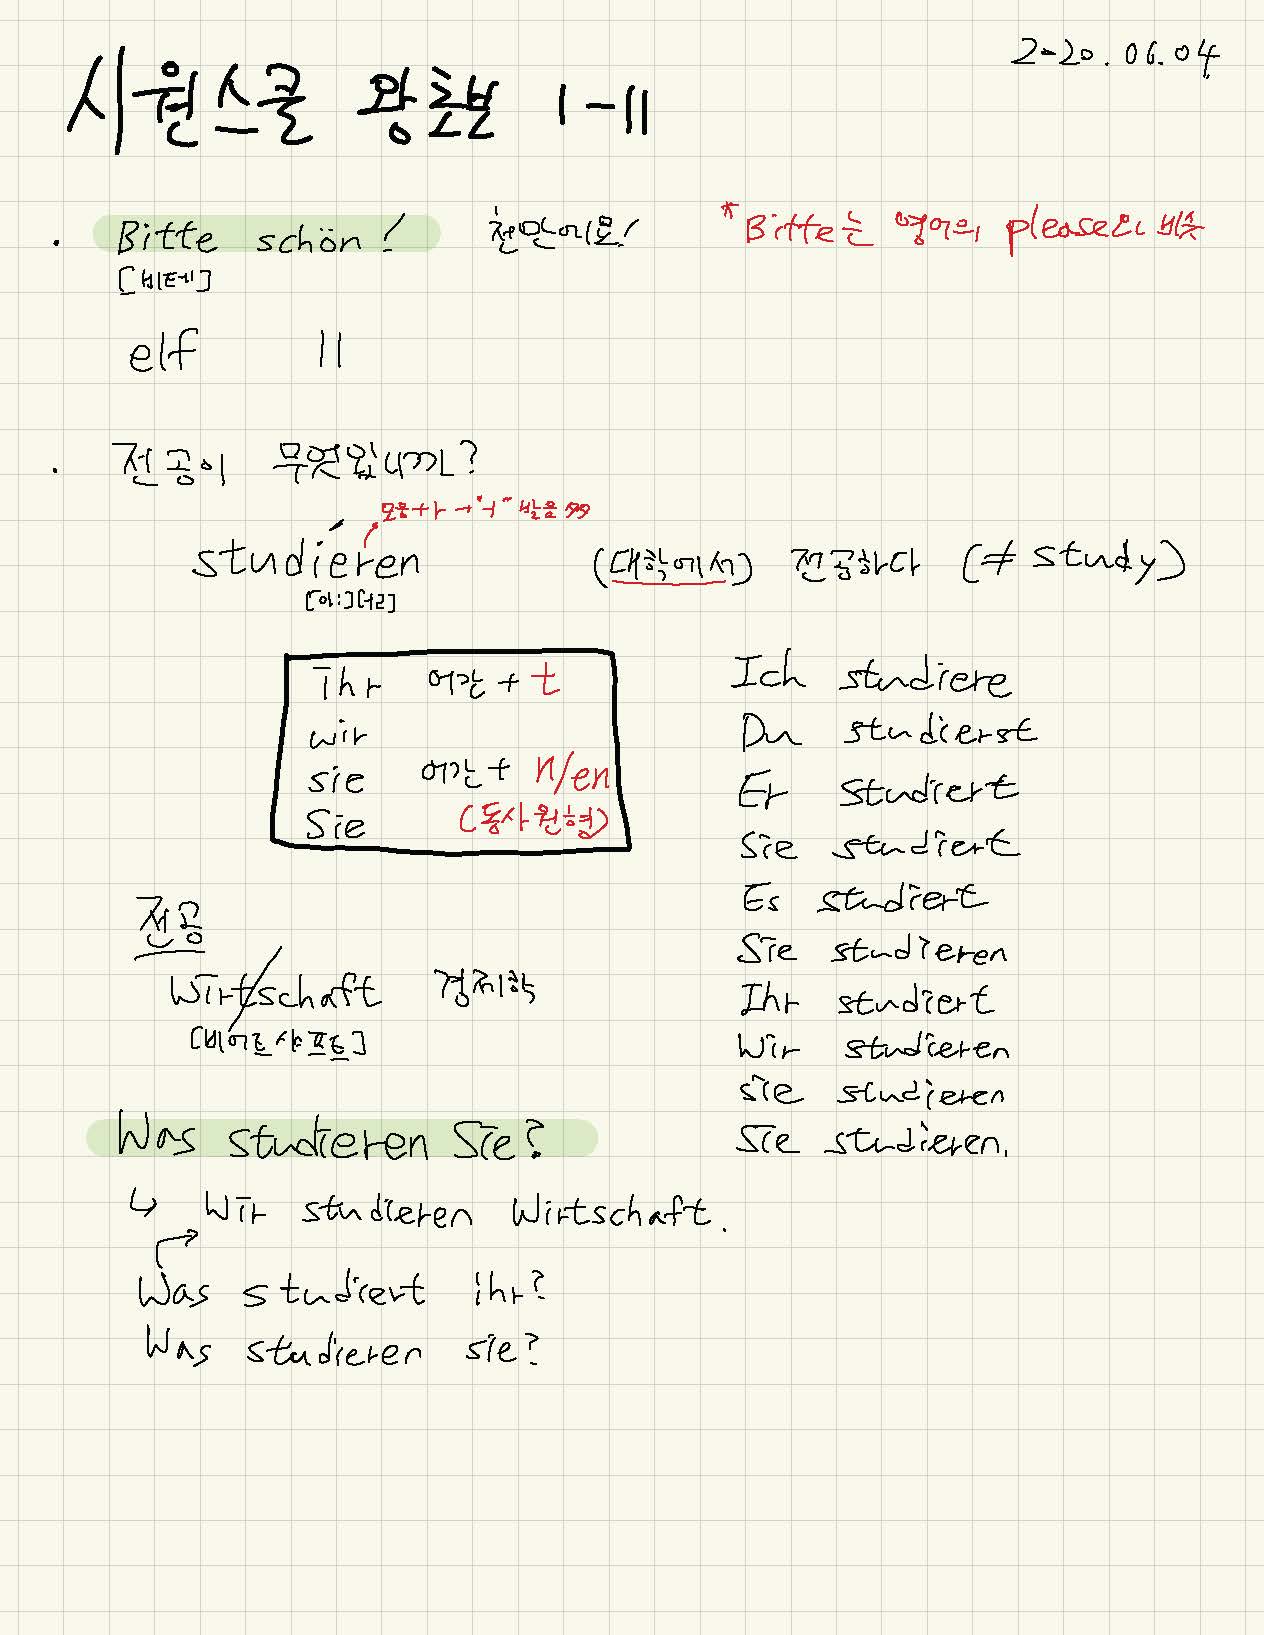 2020.06.04
시원스쿨 왕초보 1-11
· Bitte schön! 천만에요! *Bitte는 영어의 please와 비슷
[비테]
elf 11
· 전공이 무엇입니까?
모음+r → "ㅓ" 발음
studieren (대학에서) 전공하다 (≠ study)
ihr 어간 + t
wir
sie 어간 + n/en
Sie (동사원형)
Ich studiere
Du studierst
Er studiert
Sie studiert
Es studiert
Sie studieren
Ihr studiert
Wir studieren
sie studieren
Sie studieren.
전공
Wirt/schaft 경제학
[비어트샤프트]
Was studieren Sie?
↳ Wir studieren Wirtschaft.
Was studiert ihr?
Was studieren sie?